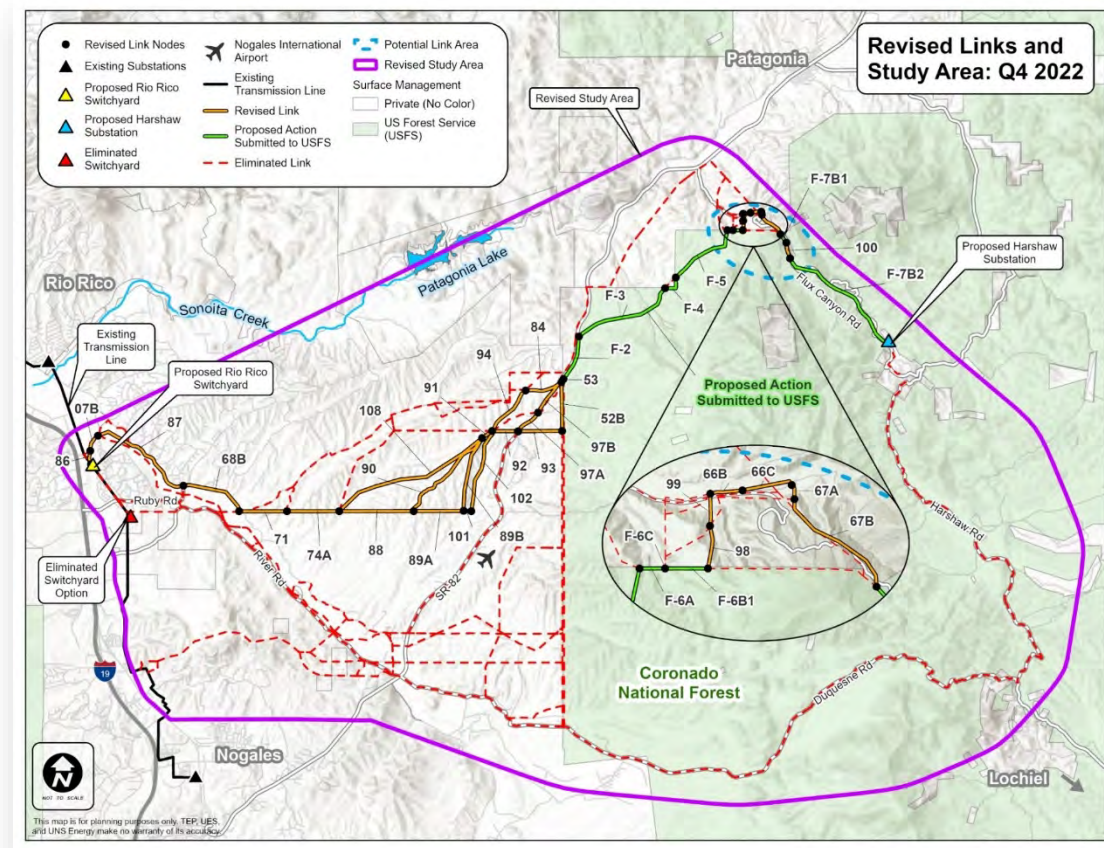 Revised Link Nodes
Existing Substations
Proposed Rio Rico
Switchyard
Proposed Harshaw
Substation
Eliminated
Switchyard
Nogales International
Airport
Existing
Transmission Line
Revised Link
Proposed Action
Submitted to USFS
Eliminated Link
Potential Link Area
Revised Study Area
Surface Management
Private (No Color)
US Forest Service
(USFS)
Revised Links and
Study Area: Q4 2022
Patagonia
Revised Study Area
F-7B1
100
Proposed Harshaw
Substation
F-7B2
Flux Canyon Rd
F-5
F-4
F-3
F-2
Patagonia Lake
Rio Rico
Sonoita Creek
Existing
Transmission
Line
Proposed Rio Rico
Switchyard
84
94
91
108
90
53
52B
97B
97A
93
92
102
07B
87
86
68B
Ruby Rd
71
74A
88
89A
101
89B
SR-82
River Rd
Eliminated
Switchyard
Option
Proposed Action
Submitted to USFS
99
66B
66C
67A
67B
F-6C
98
F-6A
F-6B1
Harshaw Rd
Duquesne Rd
Coronado
National Forest
19
Nogales
Lochiel
N
NOT TO SCALE
This map is for planning purposes only. TEP, UES,
and UNS Energy make no warranty of its accuracy.